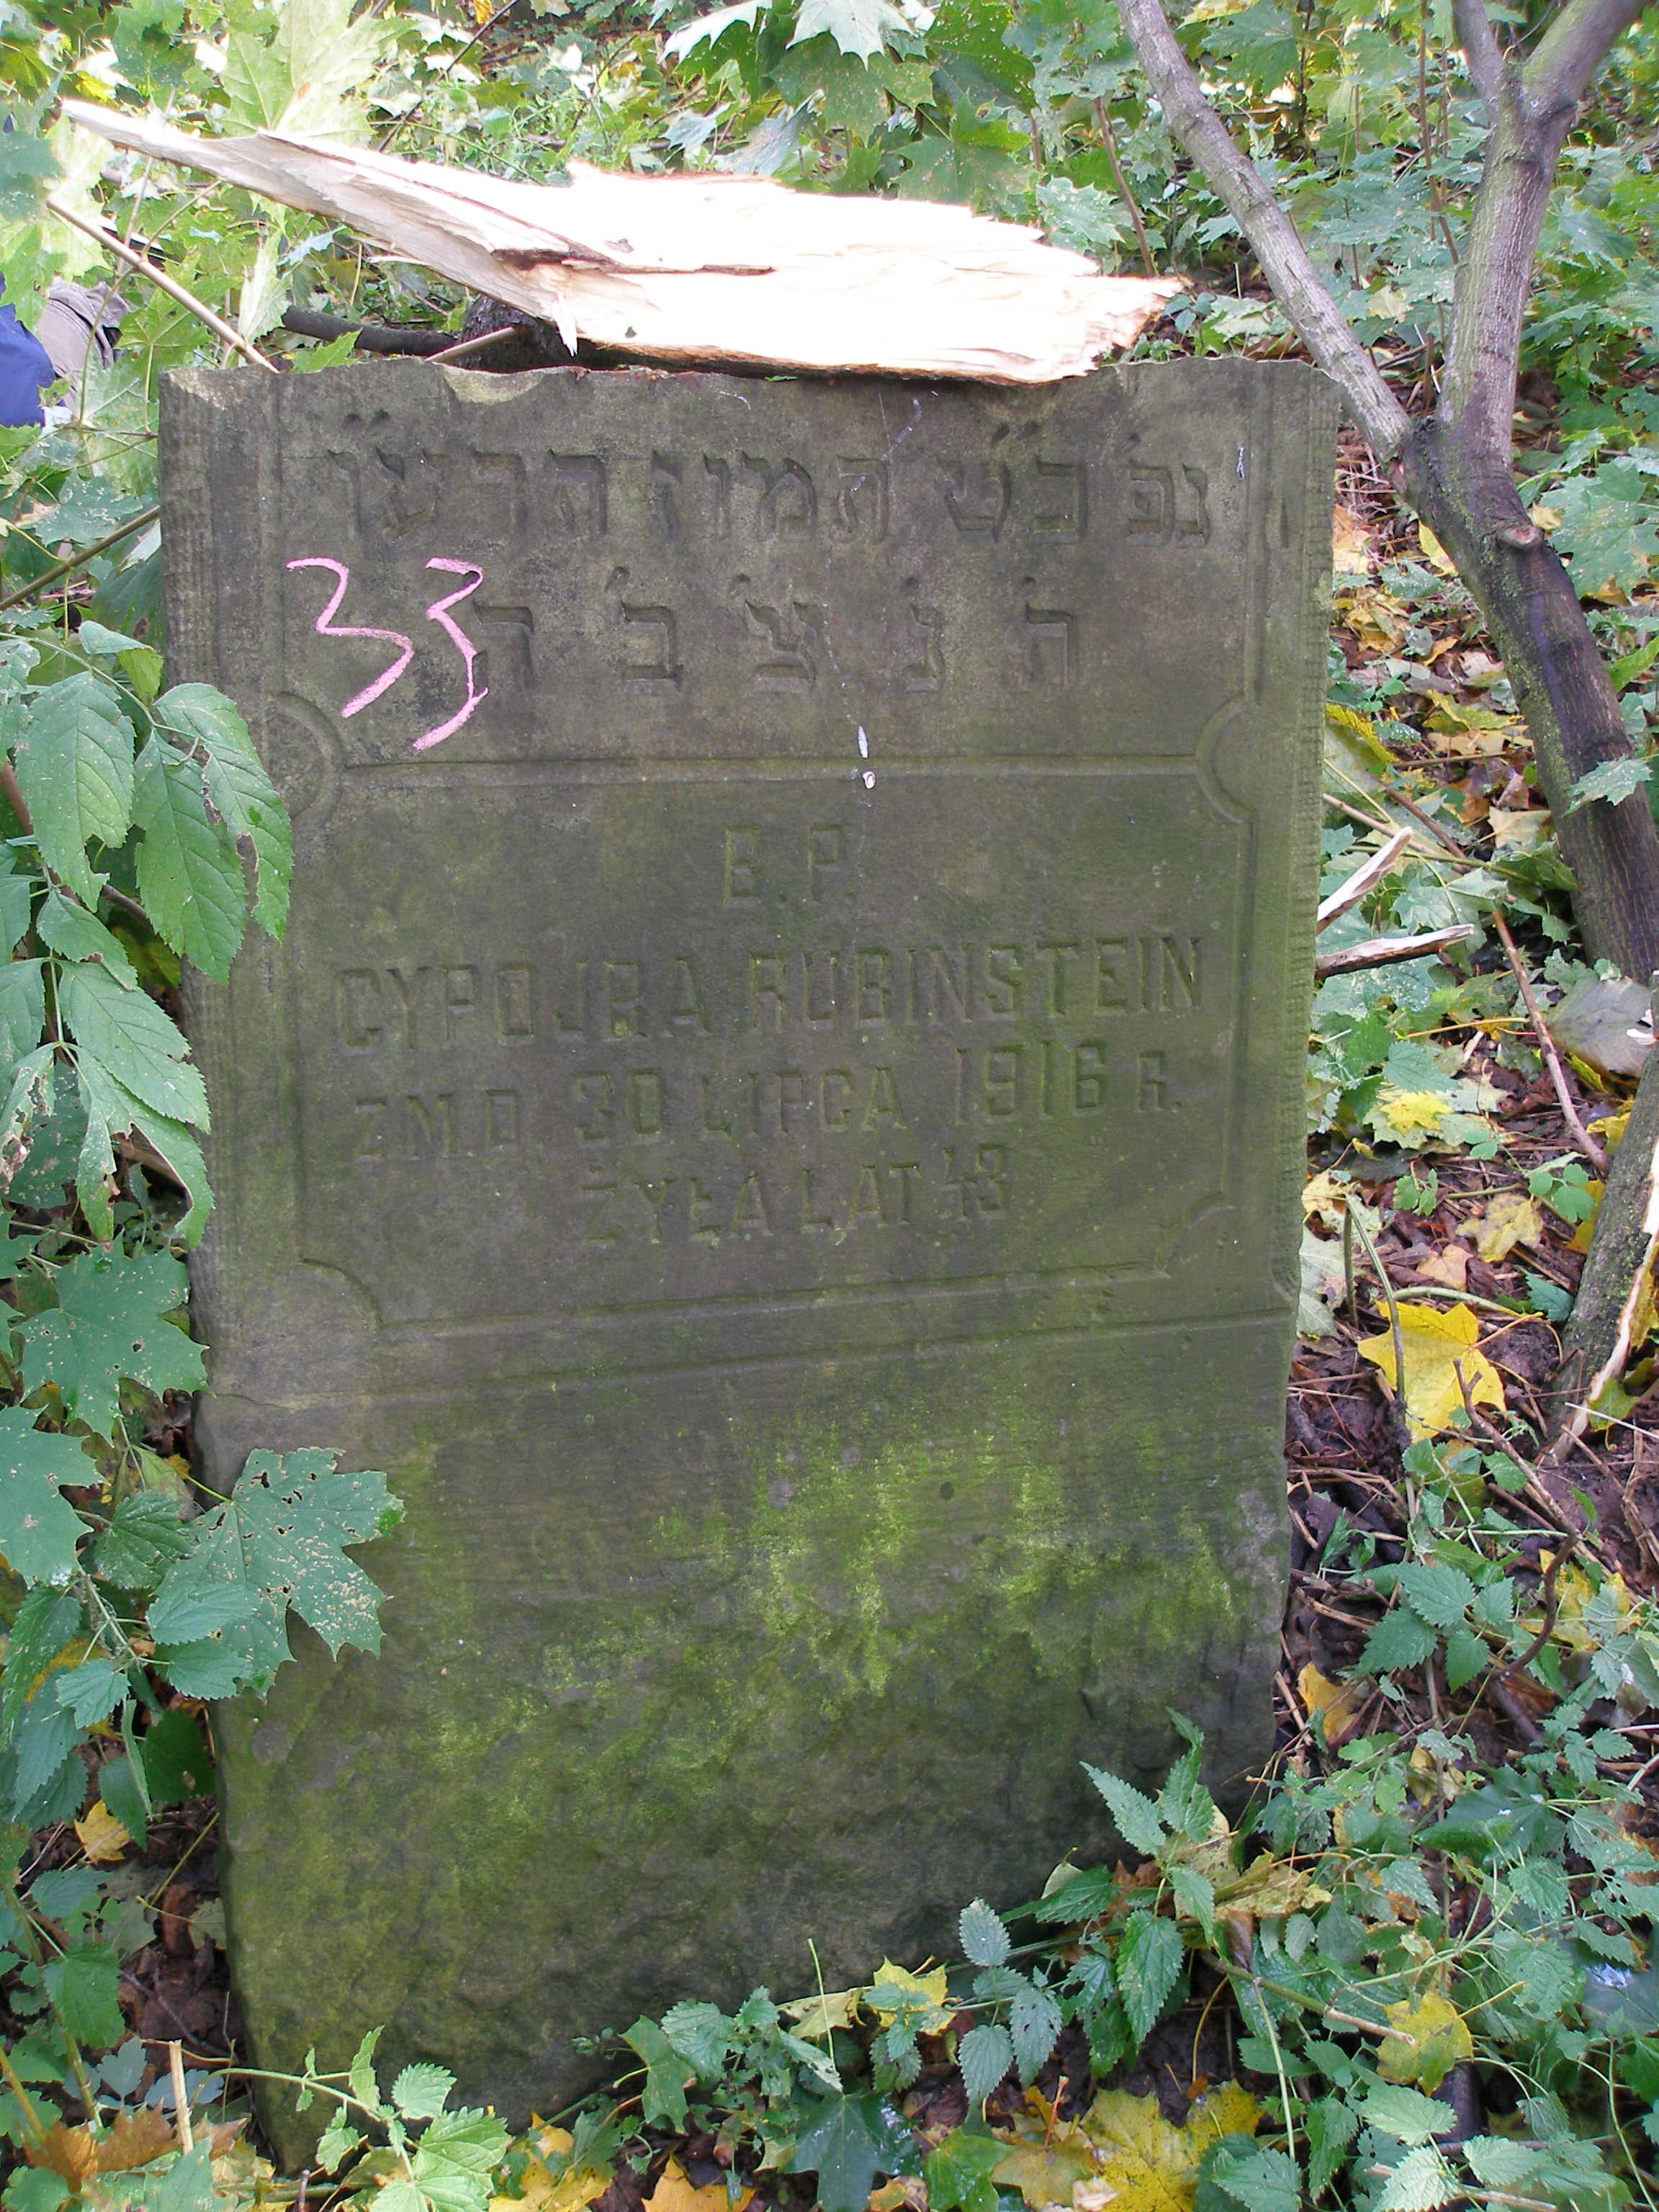 נפ' כ״ט תמוז תרע״ו
ת' נ' צ' ב' ה
33
B.P.
CYPOJRA RUBINSTEIN
ZM.D. 30 LIPCA 1916 R.
ŻYŁA LAT 43